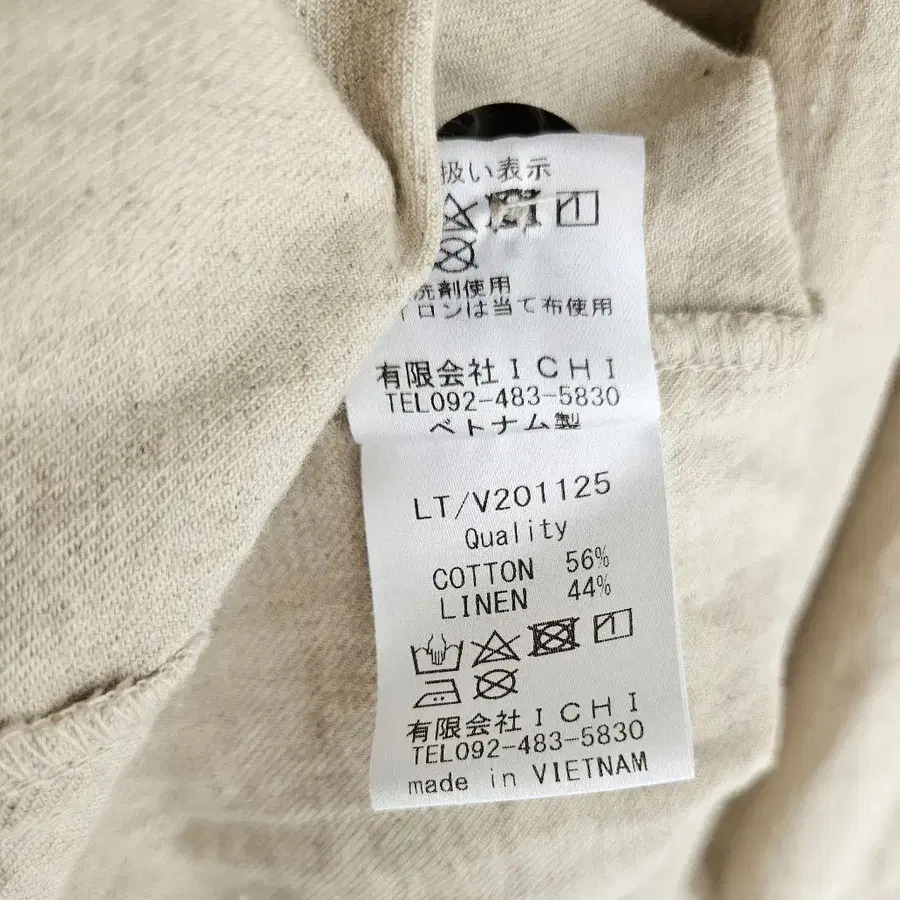 扱い表示
洗剤使用
イロンは当て布使用
有限会社ICHI
TEL092-483-5830
ベトナム製
LT/V201125
Quality
COTTON 56%
LINEN 44%
有限会社ICHI
TEL092-483-5830
made in VIETNAM